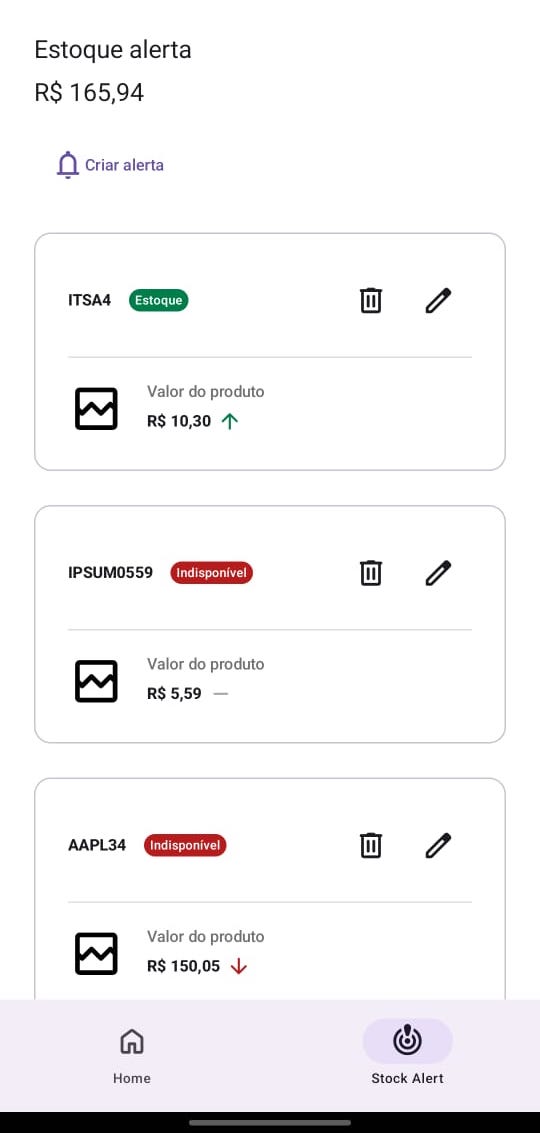 Estoque alerta
R$ 165,94
Criar alerta
ITSA4 Estoque
Valor do produto
R$ 10,30
IPSUM0559 Indisponível
Valor do produto
R$ 5,59
AAPL34 Indisponível
Valor do produto
R$ 150,05
Home Stock Alert